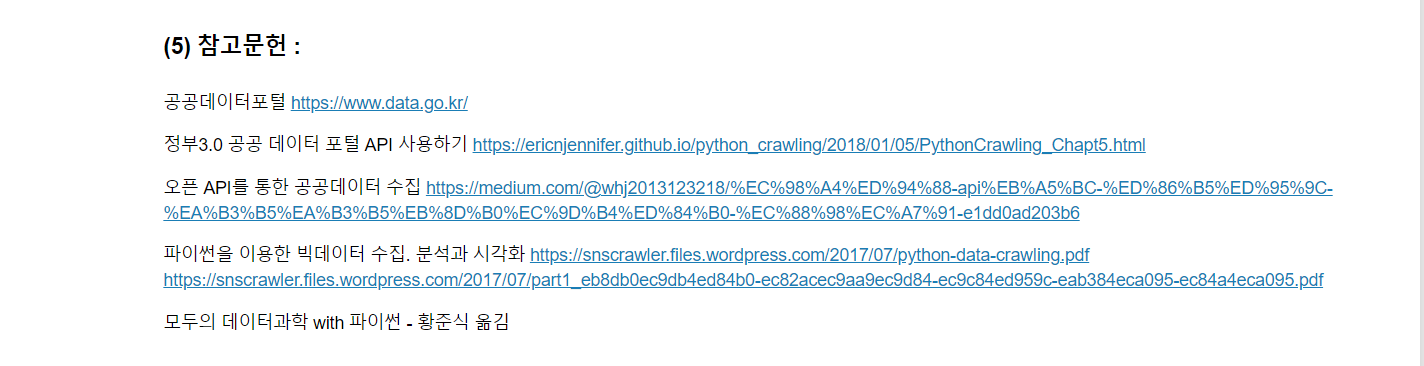 (5) 참고문헌 :
공공데이터포털 https://www.data.go.kr/
정부3.0 공공 데이터 포털 API 사용하기 https://ericnjennifer.github.io/python_crawling/2018/01/05/PythonCrawling_Chapt5.html
오픈 API를 통한 공공데이터 수집 https://medium.com/@whj2013123218/%EC%98%A4%ED%94%88-api%EB%A5%BC-%ED%86%B5%ED%95%9C-
%EA%B3%B5%EA%B3%B5%EB%8D%B0%EC%9D%B4%ED%84%B0-%EC%88%98%EC%A7%91-e1dd0ad203b6
파이썬을 이용한 빅데이터 수집. 분석과 시각화 https://snscrawler.files.wordpress.com/2017/07/python-data-crawling.pdf
https://snscrawler.files.wordpress.com/2017/07/part1_eb8db0ec9db4ed84b0-ec82acec9aa9ec9d84-ec9c84ed959c-eab384eca095-ec84a4eca095.pdf
모두의 데이터과학 with 파이썬 - 황준식 옮김